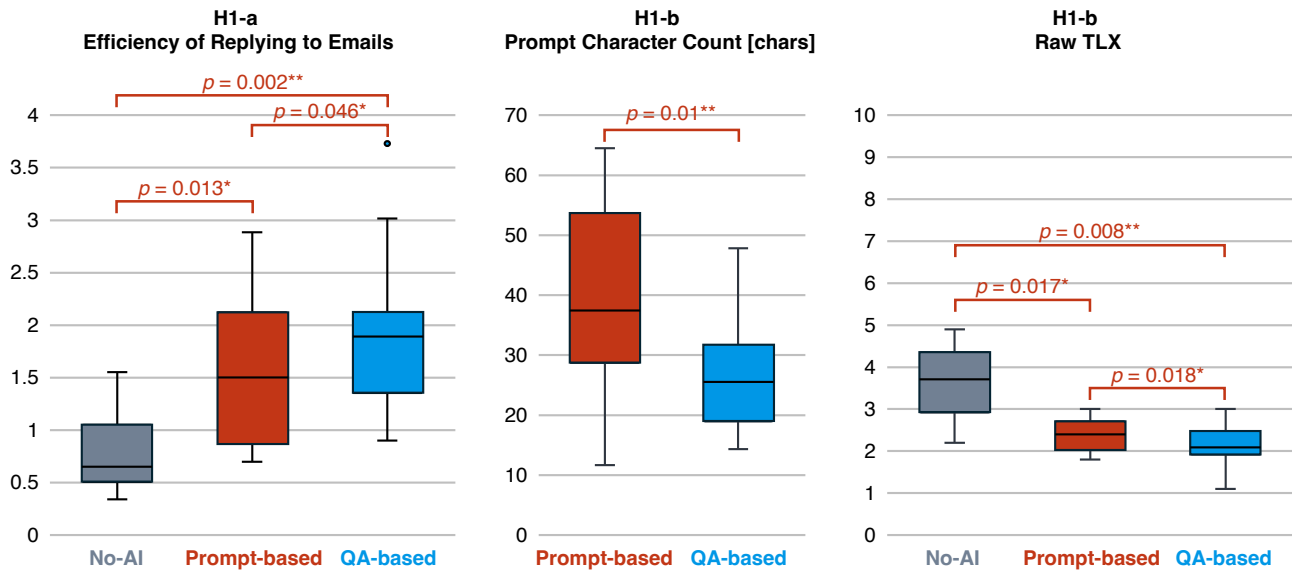 H1-a
Efficiency of Replying to Emails
p = 0.002**
p = 0.046*
p = 0.013*
4
3.5
3
2.5
2
1.5
1
0.5
0
No-AI Prompt-based QA-based
H1-b
Prompt Character Count [chars]
p = 0.01**
70
60
50
40
30
20
10
0
Prompt-based QA-based
H1-b
Raw TLX
10
9
8
7
6
5
4
3
2
1
0
p = 0.008**
p = 0.017*
p = 0.018*
No-AI Prompt-based QA-based